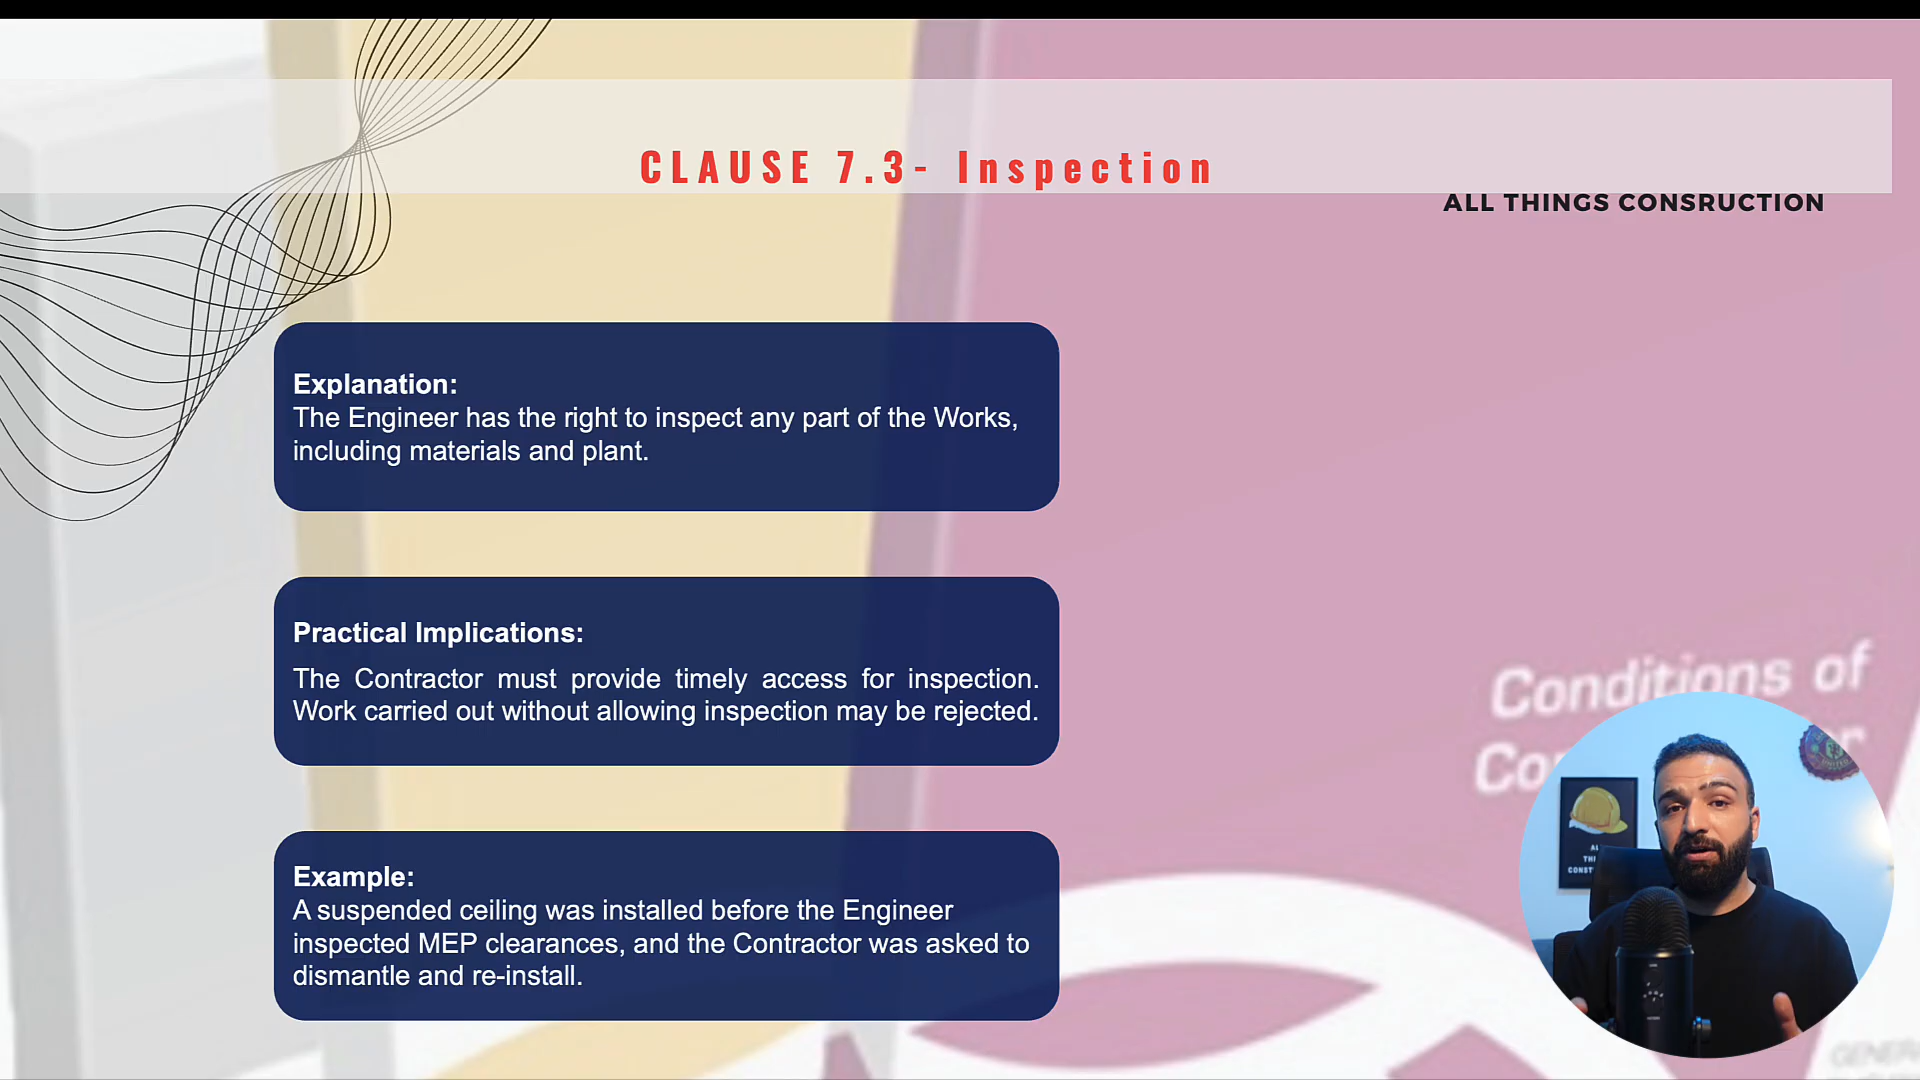 CLAUSE 7.3- Inspection
ALL THINGS CONSRUCTION
Explanation:
The Engineer has the right to inspect any part of the Works,
including materials and plant.
Practical Implications:
The Contractor must provide timely access for inspection.
Work carried out without allowing inspection may be rejected.
Example:
A suspended ceiling was installed before the Engineer
inspected MEP clearances, and the Contractor was asked to
dismantle and re-install.
Conditions of
UNITED